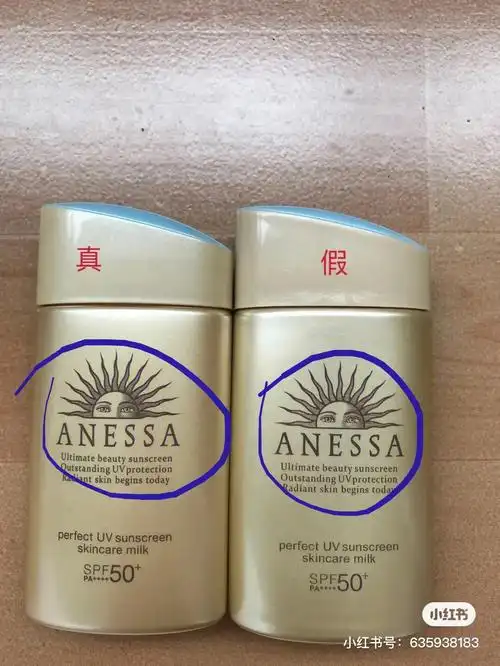 真
ANESSA
Ultimate beauty sunscreen
Outstanding UV protection
Radiant skin begins today
perfect UV sunscreen
skincare milk
SPF50+
PA++++
假
ANESSA
Ultimate beauty sunscreen
Outstanding UV protection
Radiant skin begins today
perfect UV sunscreen
skincare milk
SPF50+
PA++++
小红书
小红书号：635938183